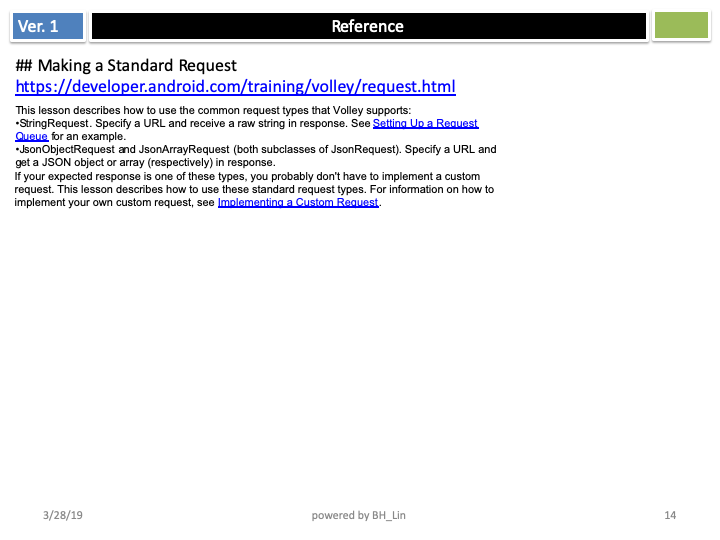 Ver. 1
Reference
## Making a Standard Request
https://developer.android.com/training/volley/request.html
This lesson describes how to use the common request types that Volley supports:
•StringRequest. Specify a URL and receive a raw string in response. See Setting Up a Request
Queue for an example.
•JsonObjectRequest and JsonArrayRequest (both subclasses of JsonRequest). Specify a URL and
get a JSON object or array (respectively) in response.
If your expected response is one of these types, you probably don't have to implement a custom
request. This lesson describes how to use these standard request types. For information on how to
implement your own custom request, see Implementing a Custom Request.
3/28/19
powered by BH_Lin
14